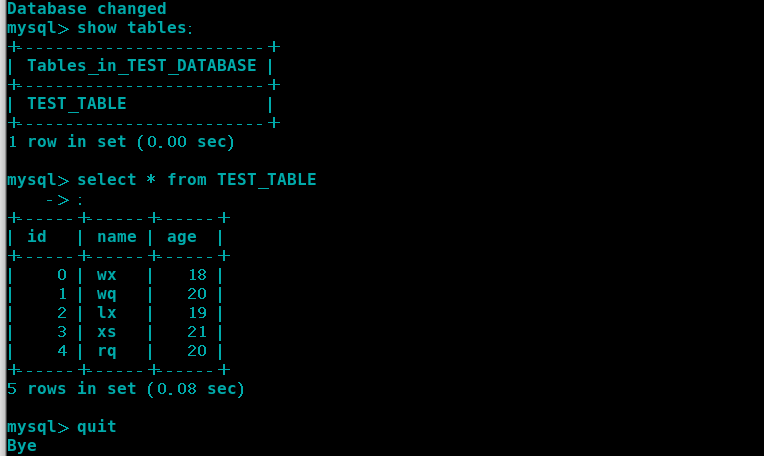 Database changed
mysql> show tables;
+--------------------------+
| Tables_in_TEST_DATABASE |
+--------------------------+
| TEST_TABLE              |
+--------------------------+
1 row in set (0.00 sec)
mysql> select * from TEST_TABLE
    -> ;
+------+------+------+
| id   | name | age  |
+------+------+------+
|    0 | wx   |   18 |
|    1 | wq   |   20 |
|    2 | lx   |   19 |
|    3 | xs   |   21 |
|    4 | rq   |   20 |
+------+------+------+
5 rows in set (0.08 sec)
mysql> quit
Bye